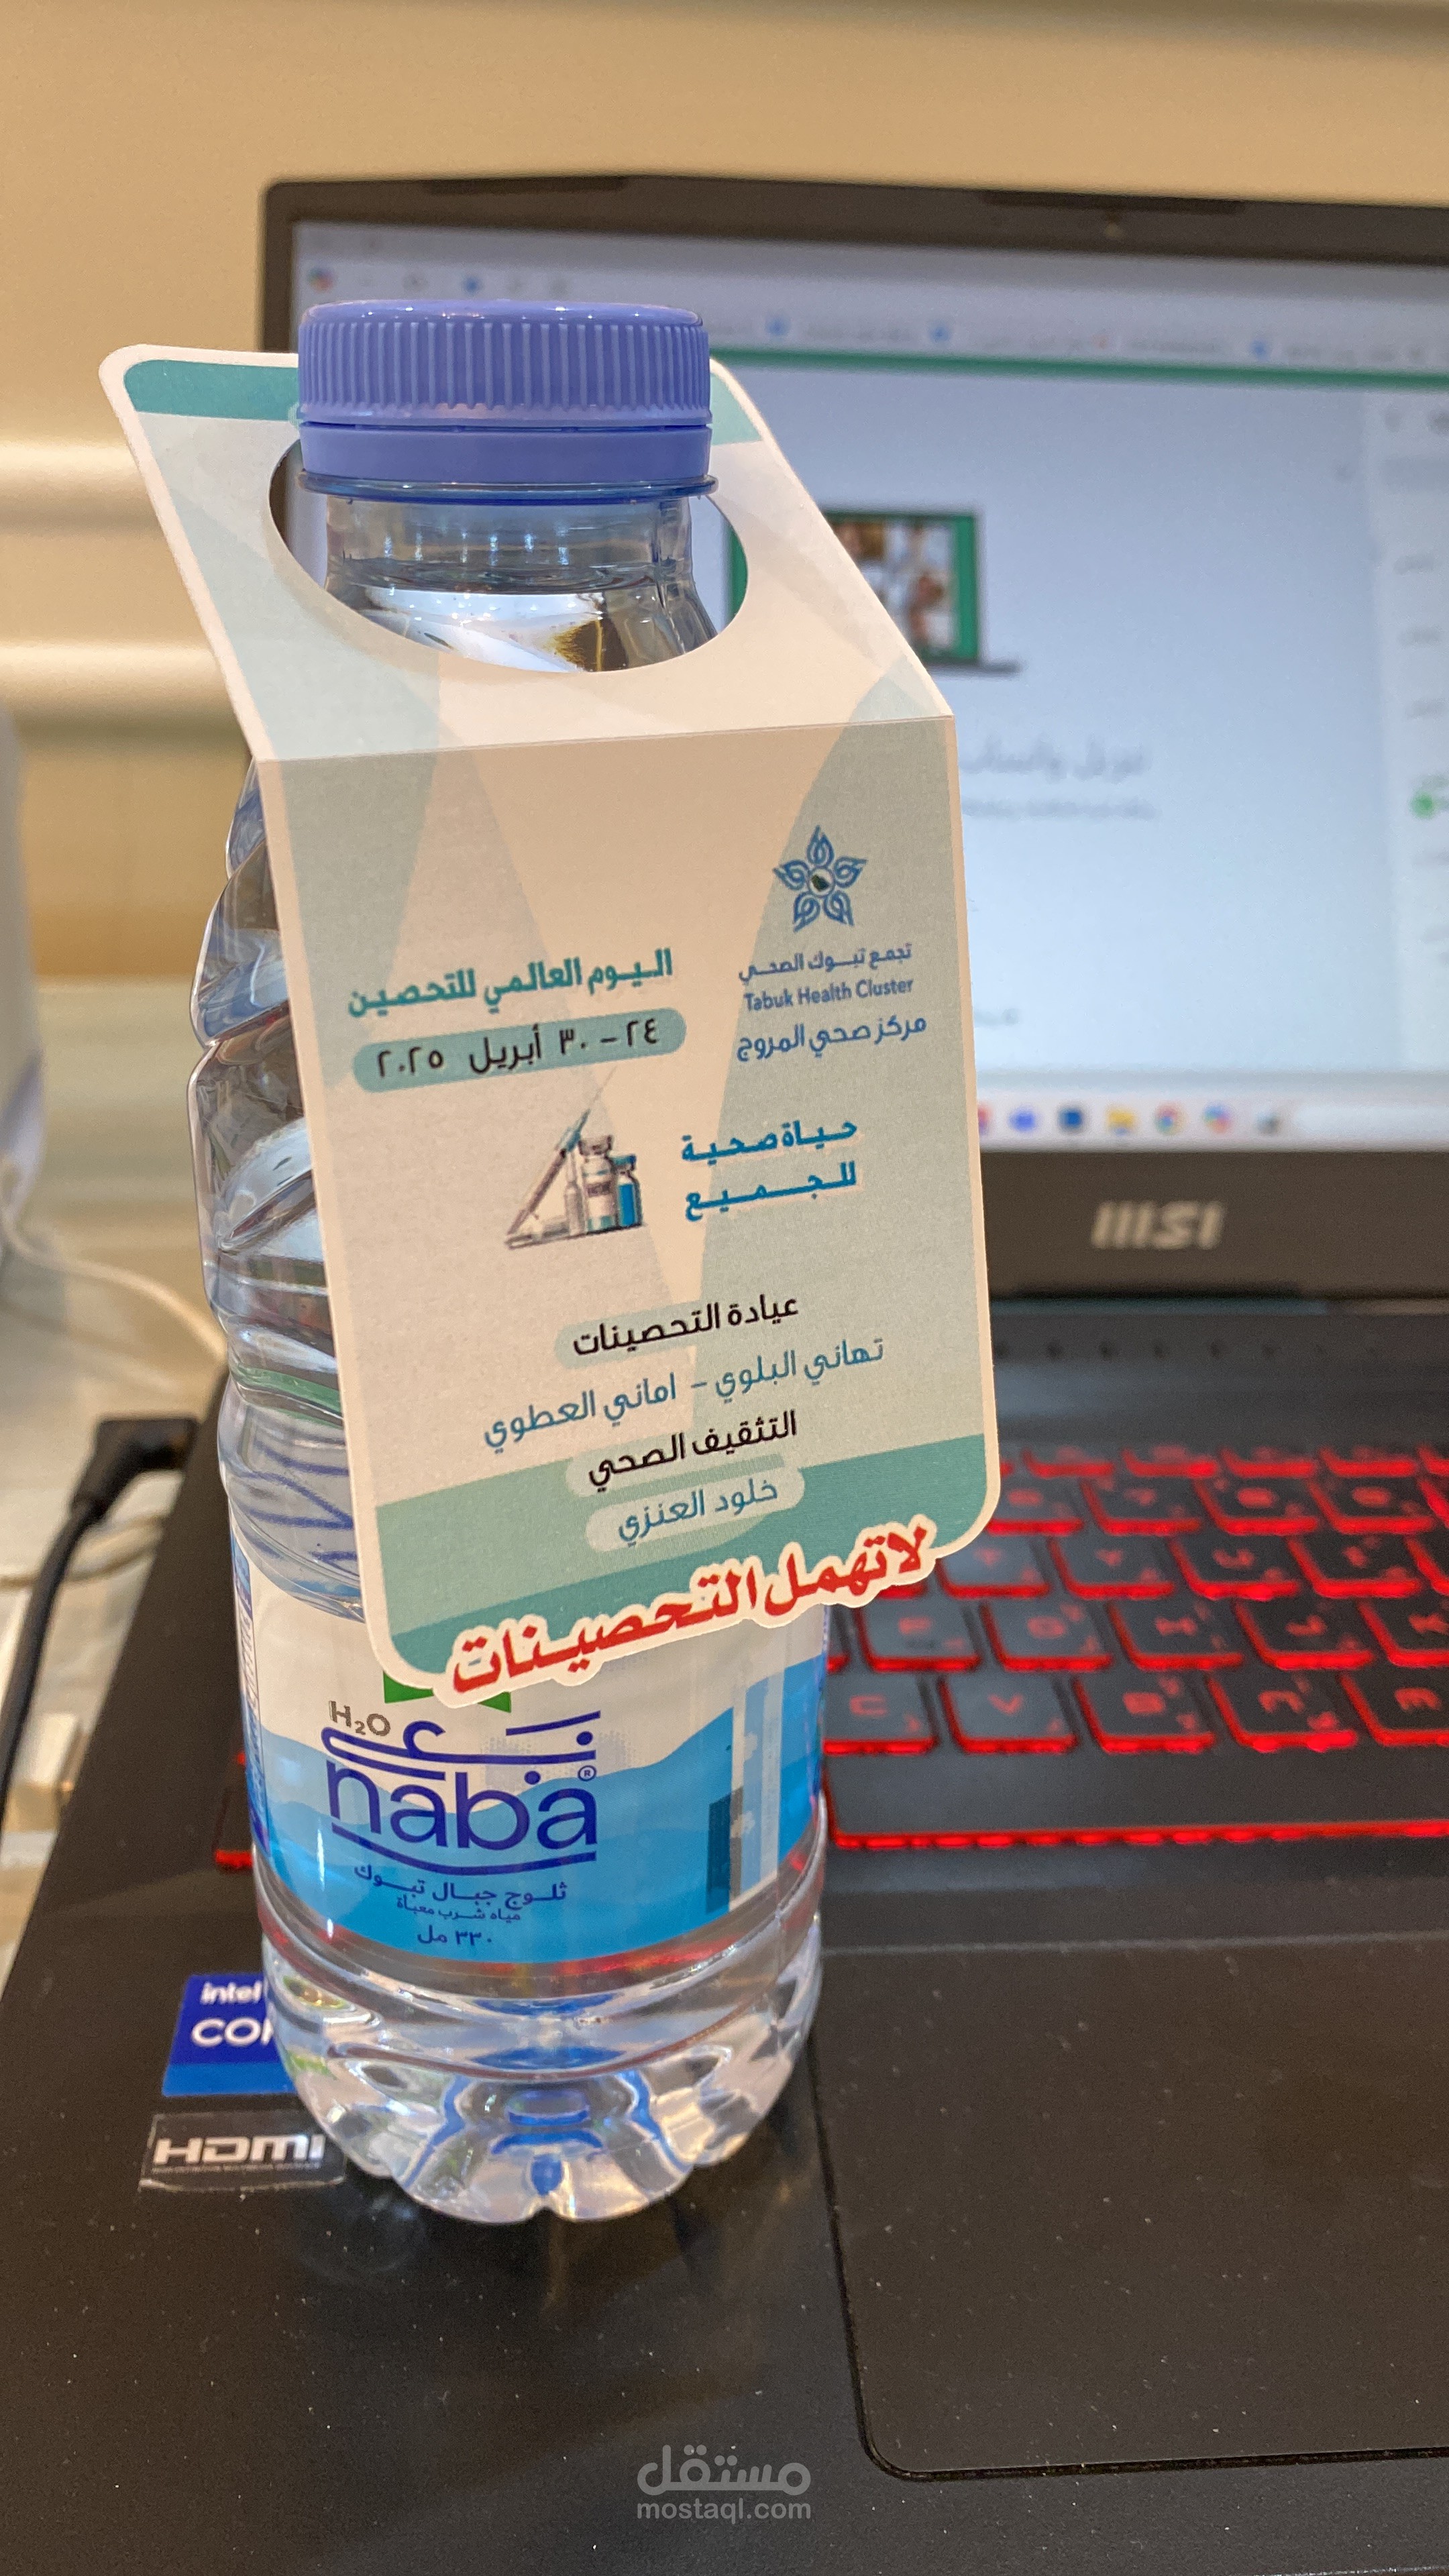 تجمع تبوك الصحي
Tabuk Health Cluster
مركز صحي المروج
اليوم العالمي للتحصين
٢٤ - ٣٠ أبريل ٢٠٢٥
حياة صحية
للجميع
عيادة التحصينات
تهاني البلوي - اماني العطوي
التثقيف الصحي
خلود العنزي
لاتهمل التحصينات
H₂O
نبع
naba®
ثلوج جبال تبوك
مياه شرب معبأة
٣٣٠ مل
msi
intel
HDMI
مستقل
mostaql.com